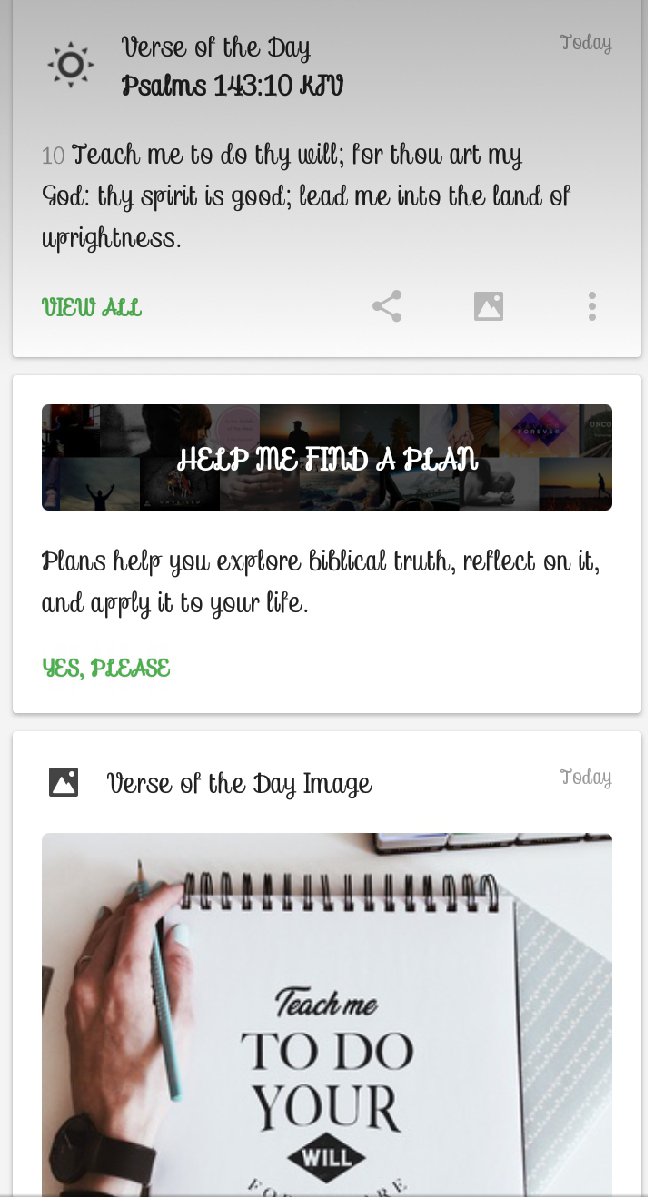 Verse of the Day
Today
Psalms 143:10 KJV
10 Teach me to do thy will; for thou art my
God: thy spirit is good; lead me into the land of
uprightness.
VIEW ALL
FOREVER
HELP ME FIND A PLAN
Plans help you explore biblical truth, reflect on it,
and apply it to your life.
YES, PLEASE
Verse of the Day Image
Today
Teach me
TO DO
YOUR
WILL